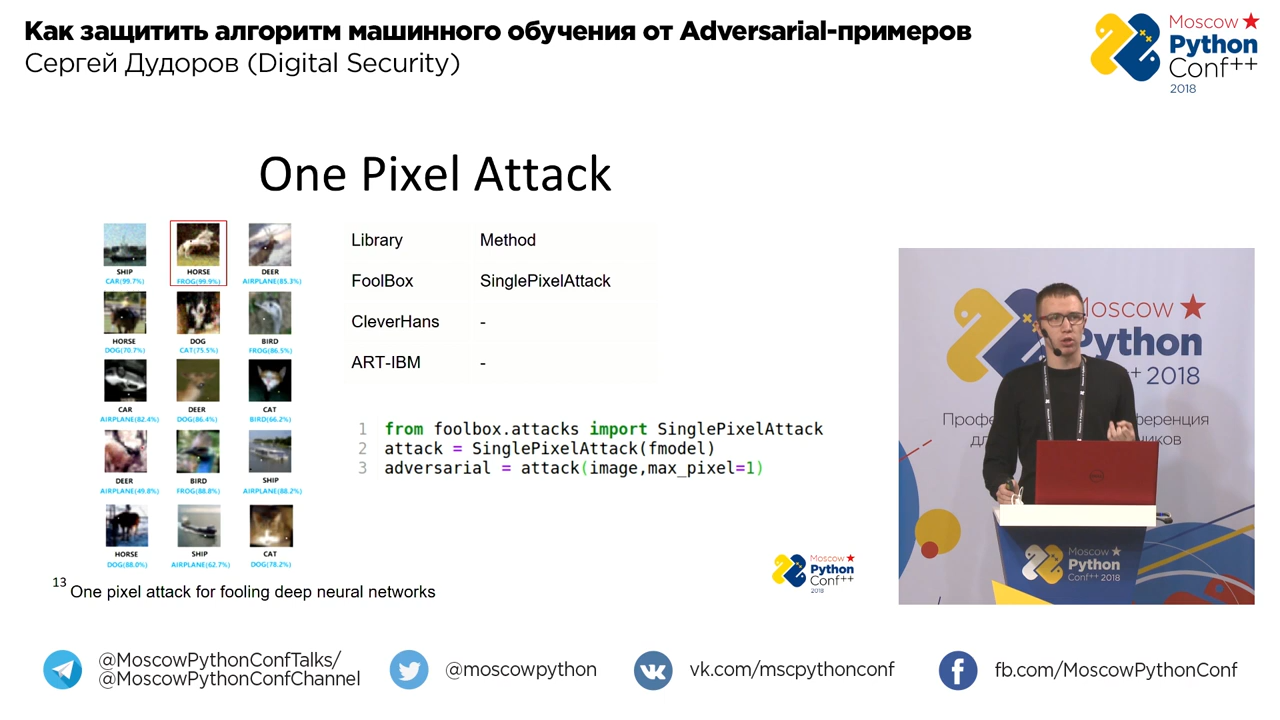 Как защитить алгоритм машинного обучения от Adversarial-примеров
Сергей Дудоров (Digital Security)
Moscow
Python
Conf++
2018
One Pixel Attack
SHIP
CAR(99.7%)
HORSE
FROG(99.9%)
DEER
AIRPLANE(85.3%)
HORSE
DOG(70.7%)
DOG
CAT(75.5%)
BIRD
FROG(86.5%)
CAR
AIRPLANE(82.4%)
DEER
DOG(86.4%)
CAT
BIRD(66.2%)
DEER
AIRPLANE(49.8%)
BIRD
FROG(88.8%)
SHIP
AIRPLANE(88.2%)
HORSE
DOG(88.0%)
SHIP
AIRPLANE(62.7%)
CAT
DOG(78.2%)
Library Method
FoolBox SinglePixelAttack
CleverHans -
ART-IBM -
1 from foolbox.attacks import SinglePixelAttack
2 attack = SinglePixelAttack(fmodel)
3 adversarial = attack(image,max_pixel=1)
13 One pixel attack for fooling deep neural networks
Moscow
Python
Conf++
2018
Moscow
Python
++ 2018
Moscow
Python
Conf++ 2018
@MoscowPythonConfTalks/
@MoscowPythonConfChannel
@moscowpython
vk.com/mscpythonconf
fb.com/MoscowPythonConf